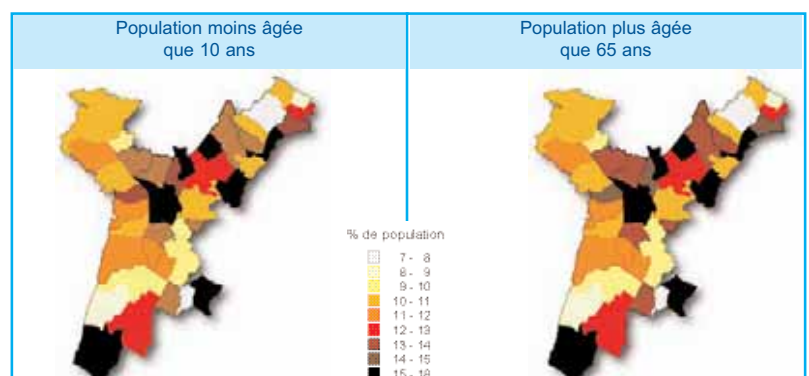 Population moins âgée
que 10 ans
Population plus âgée
que 65 ans
% de population
7 - 8
8 - 9
9 - 10
10 - 11
11 - 12
12 - 13
13 - 14
14 - 15
15 - 18